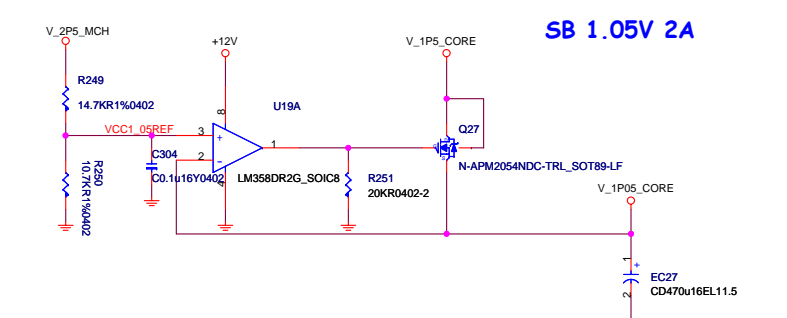 SB 1.05V 2A
V_2P5_MCH
+12V
V_1P5_CORE
R249
14.7KR1%0402
8
U19A
VCC1_05REF
3
+
1
Q27
2
-
C304
C0.1u16Y0402
4
LM358DR2G_SOIC8
R250
10.7KR1%0402
R251
20KR0402-2
N-APM2054NDC-TRL_SOT89-LF
V_1P05_CORE
1
+
EC27
CD470u16EL11.5
2